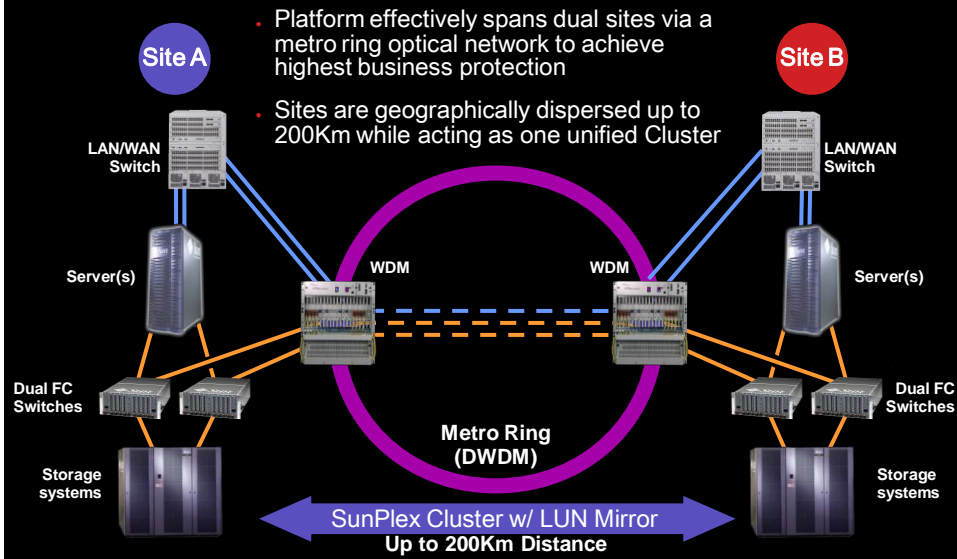 Site A
• Platform effectively spans dual sites via a
metro ring optical network to achieve
highest business protection
• Sites are geographically dispersed up to
200Km while acting as one unified Cluster
Site B
LAN/WAN
Switch
LAN/WAN
Switch
Server(s)
WDM
WDM
Server(s)
Dual FC
Switches
Dual FC
Switches
Metro Ring
(DWDM)
Storage
systems
Storage
systems
SunPlex Cluster w/ LUN Mirror
Up to 200Km Distance